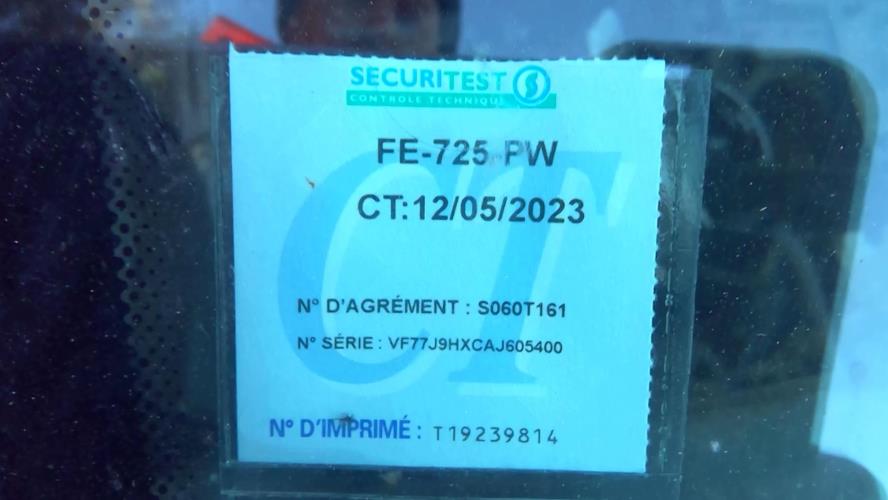 SECURITEST
CONTROLE TECHNIQUE
FE-725-PW
CT:12/05/2023
N° D'AGRÉMENT : S060T161
N° SÉRIE : VF77J9HXCAJ605400
N° D'IMPRIMÉ : T19239814
CT